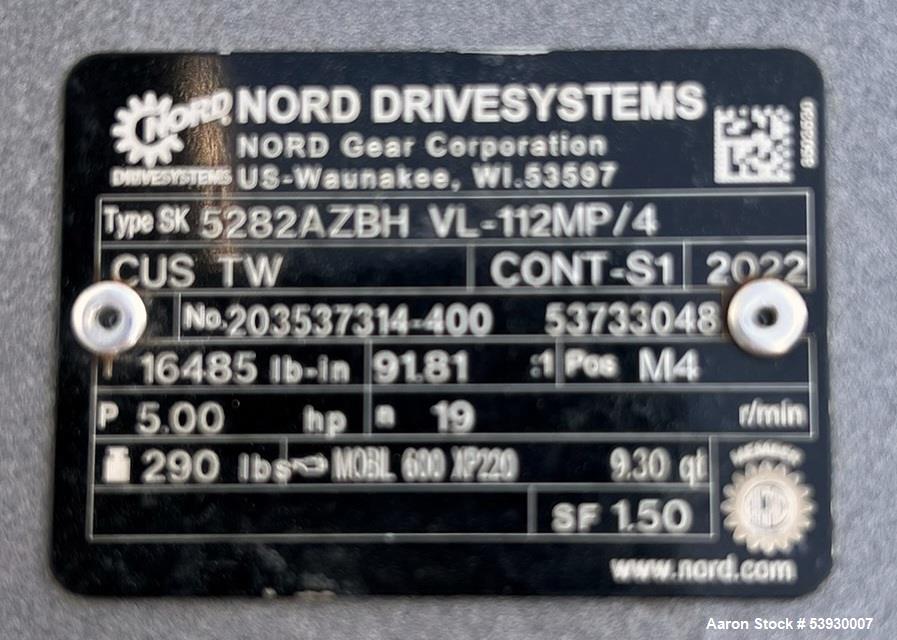 NORD
DRIVESYSTEMS
NORD DRIVESYSTEMS
NORD Gear Corporation
US-Waunakee, WI.53597
Type SK 5282AZBH VL-112MP/4
CUS TW CONT-S1 2022
No. 203537314-400 53733048
T 16485 lb-in 91.81 :1 Pos M4
P 5.00 hp n 19 r/min
290 lbs MOBIL 600 XP220 9.30 qt
SF 1.50
MEMBER
www.nord.com
Aaron Stock # 53930007